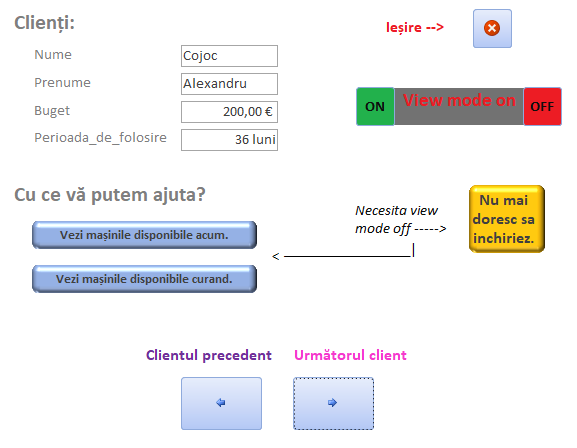 Clienți:
Ieșire -->
Nume
Cojoc
Prenume
Alexandru
Buget
200,00 €
Perioada_de_folosire
36 luni
ON
View mode on
OFF
Cu ce vă putem ajuta?
Vezi mașinile disponibile acum.
Vezi mașinile disponibile curand.
Necesita view
mode off ----->
Nu mai
doresc sa
inchiriez.
Clientul precedent
Următorul client